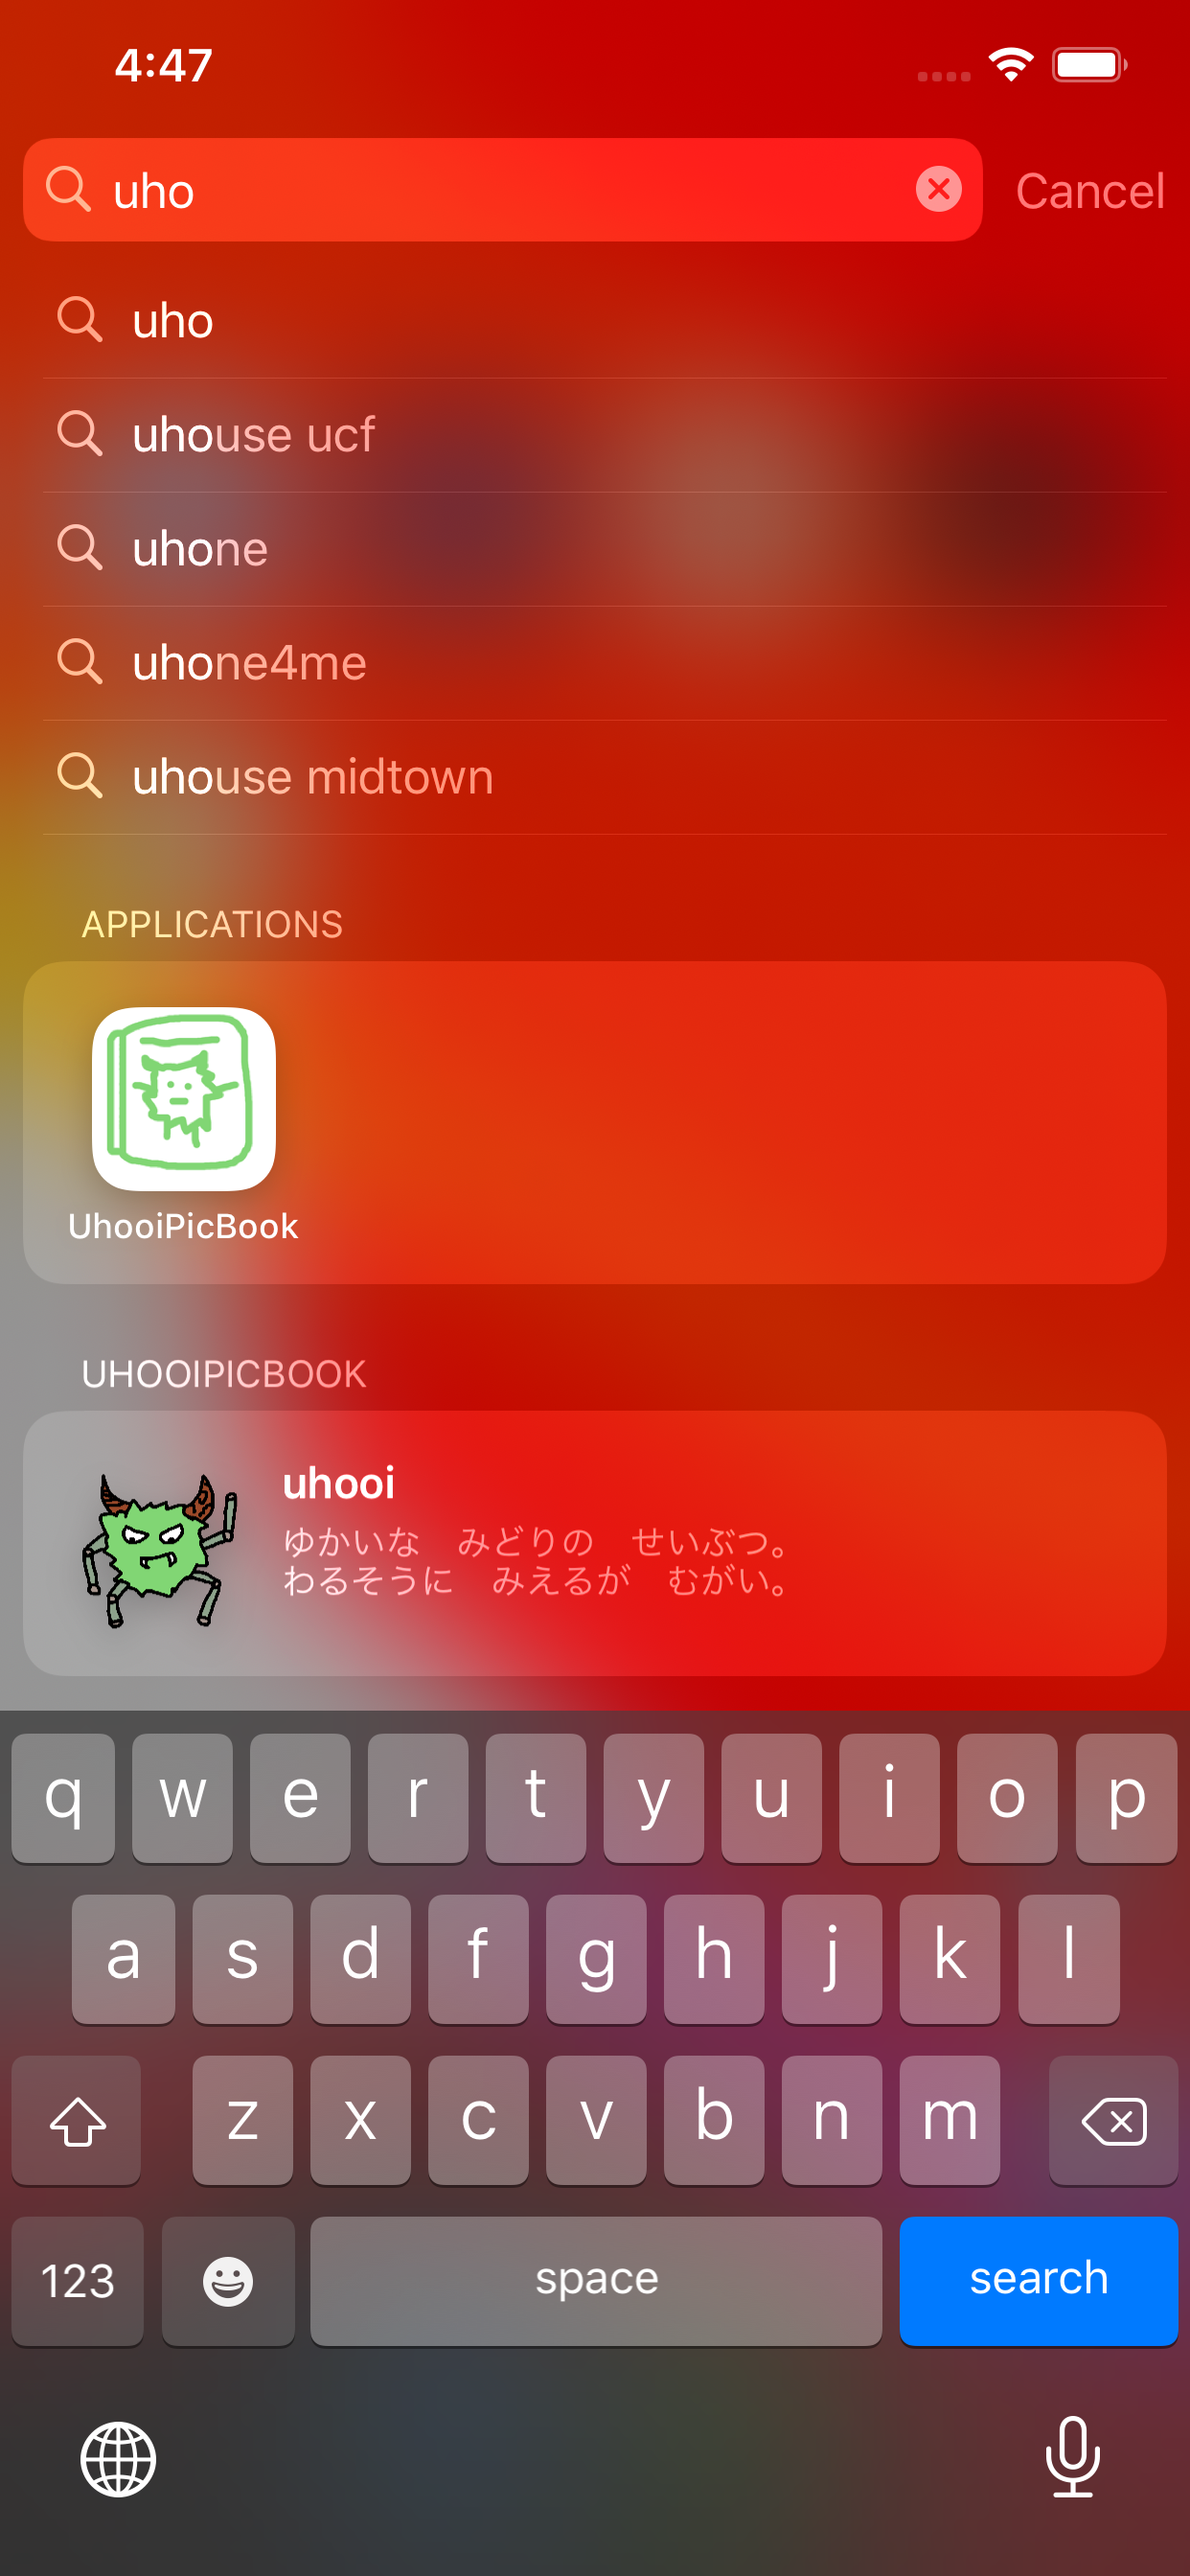 4:47
uho
Cancel
uho
uhouse ucf
uhone
uhone4me
uhouse midtown
APPLICATIONS
UhooiPicBook
UHOOIPICBOOK
uhooi
ゆかいな　みどりの　せいぶつ。
わるそうに　みえるが　むがい。
q w e r t y u i o p
a s d f g h j k l
z x c v b n m
123 space search